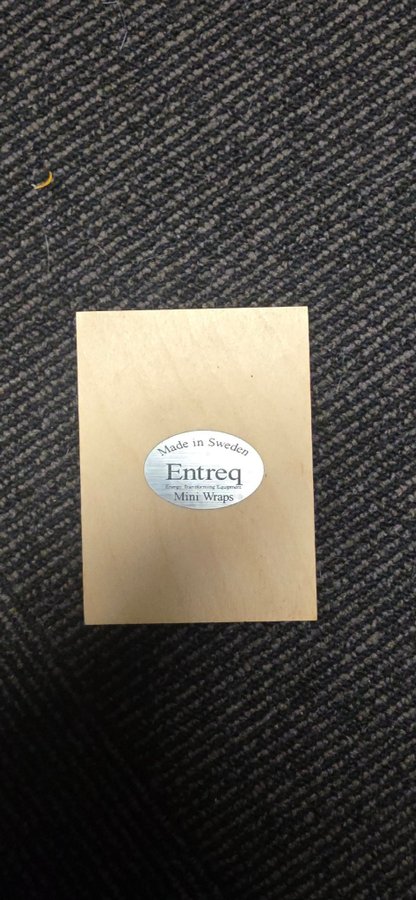 Made in Sweden
Entreq
Energy Transforming Equipment
Mini Wraps